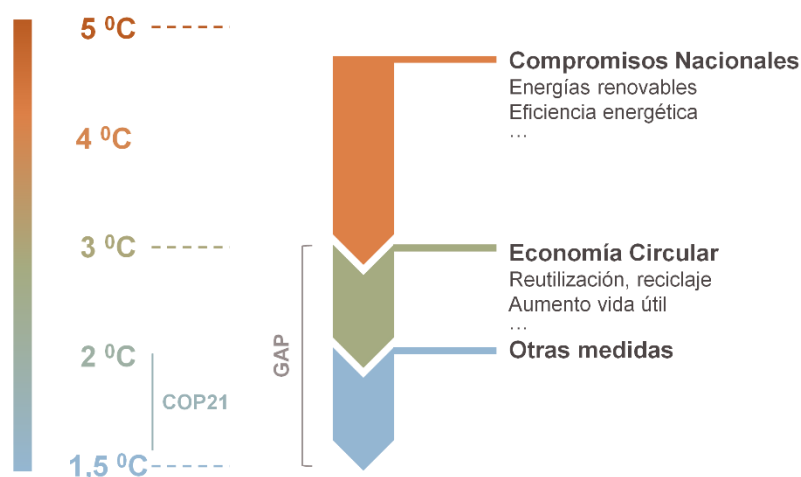 5 ⁰C
4 ⁰C
3 ⁰C
2 ⁰C
COP21
1.5 ⁰C
GAP
Compromisos Nacionales
Energías renovables
Eficiencia energética
...
Economía Circular
Reutilización, reciclaje
Aumento vida útil
...
Otras medidas